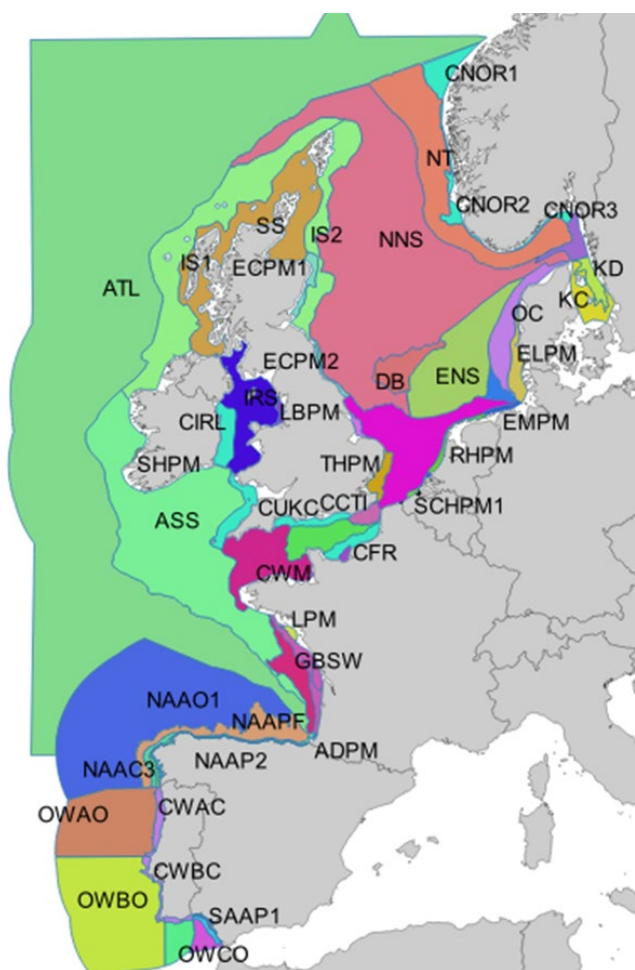 CNOR1
NT
CNOR2
CNOR3
SS
IS2
NNS
IS1
ECPM1
KD
ATL
KC
OC
ECPM2
ELPM
DB
ENS
IRS
LBPM
CIRL
EMPM
SHPM
THPM
RHPM
ASS
CUKC
CCTI
SCHPM1
CFR
CWM
LPM
GBSW
NAAO1
NAAPF
ADPM
NAAC3
NAAP2
OWAO
CWAC
CWBC
OWBO
SAAP1
OWCO